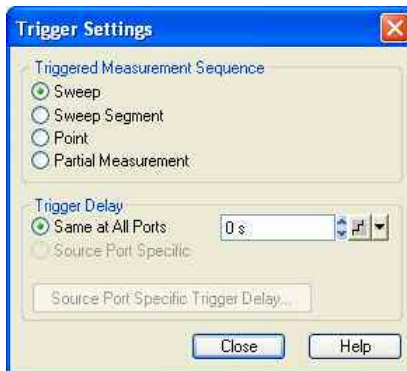 Trigger Settings
Triggered Measurement Sequence
Sweep
Sweep Segment
Point
Partial Measurement
Trigger Delay
Same at All Ports 0 s
Source Port Specific
Source Port Specific Trigger Delay...
Close Help